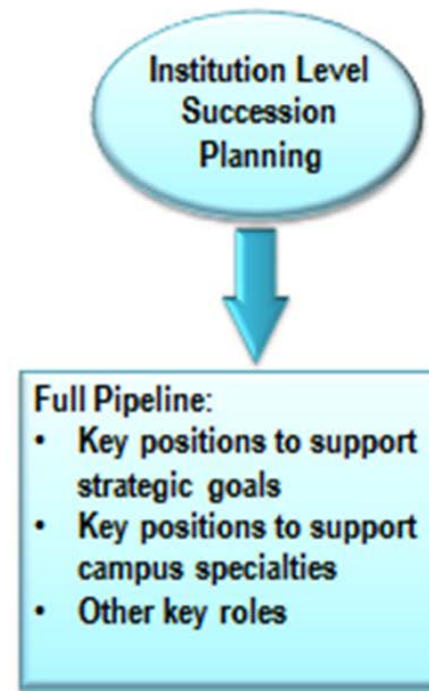 Institution Level
Succession
Planning
Full Pipeline:
• Key positions to support
strategic goals
• Key positions to support
campus specialties
• Other key roles